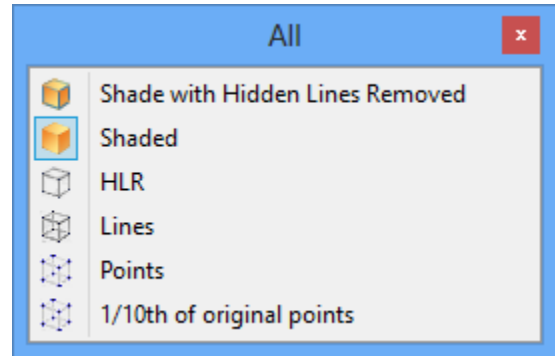 All
x
Shade with Hidden Lines Removed
Shaded
HLR
Lines
Points
1/10th of original points